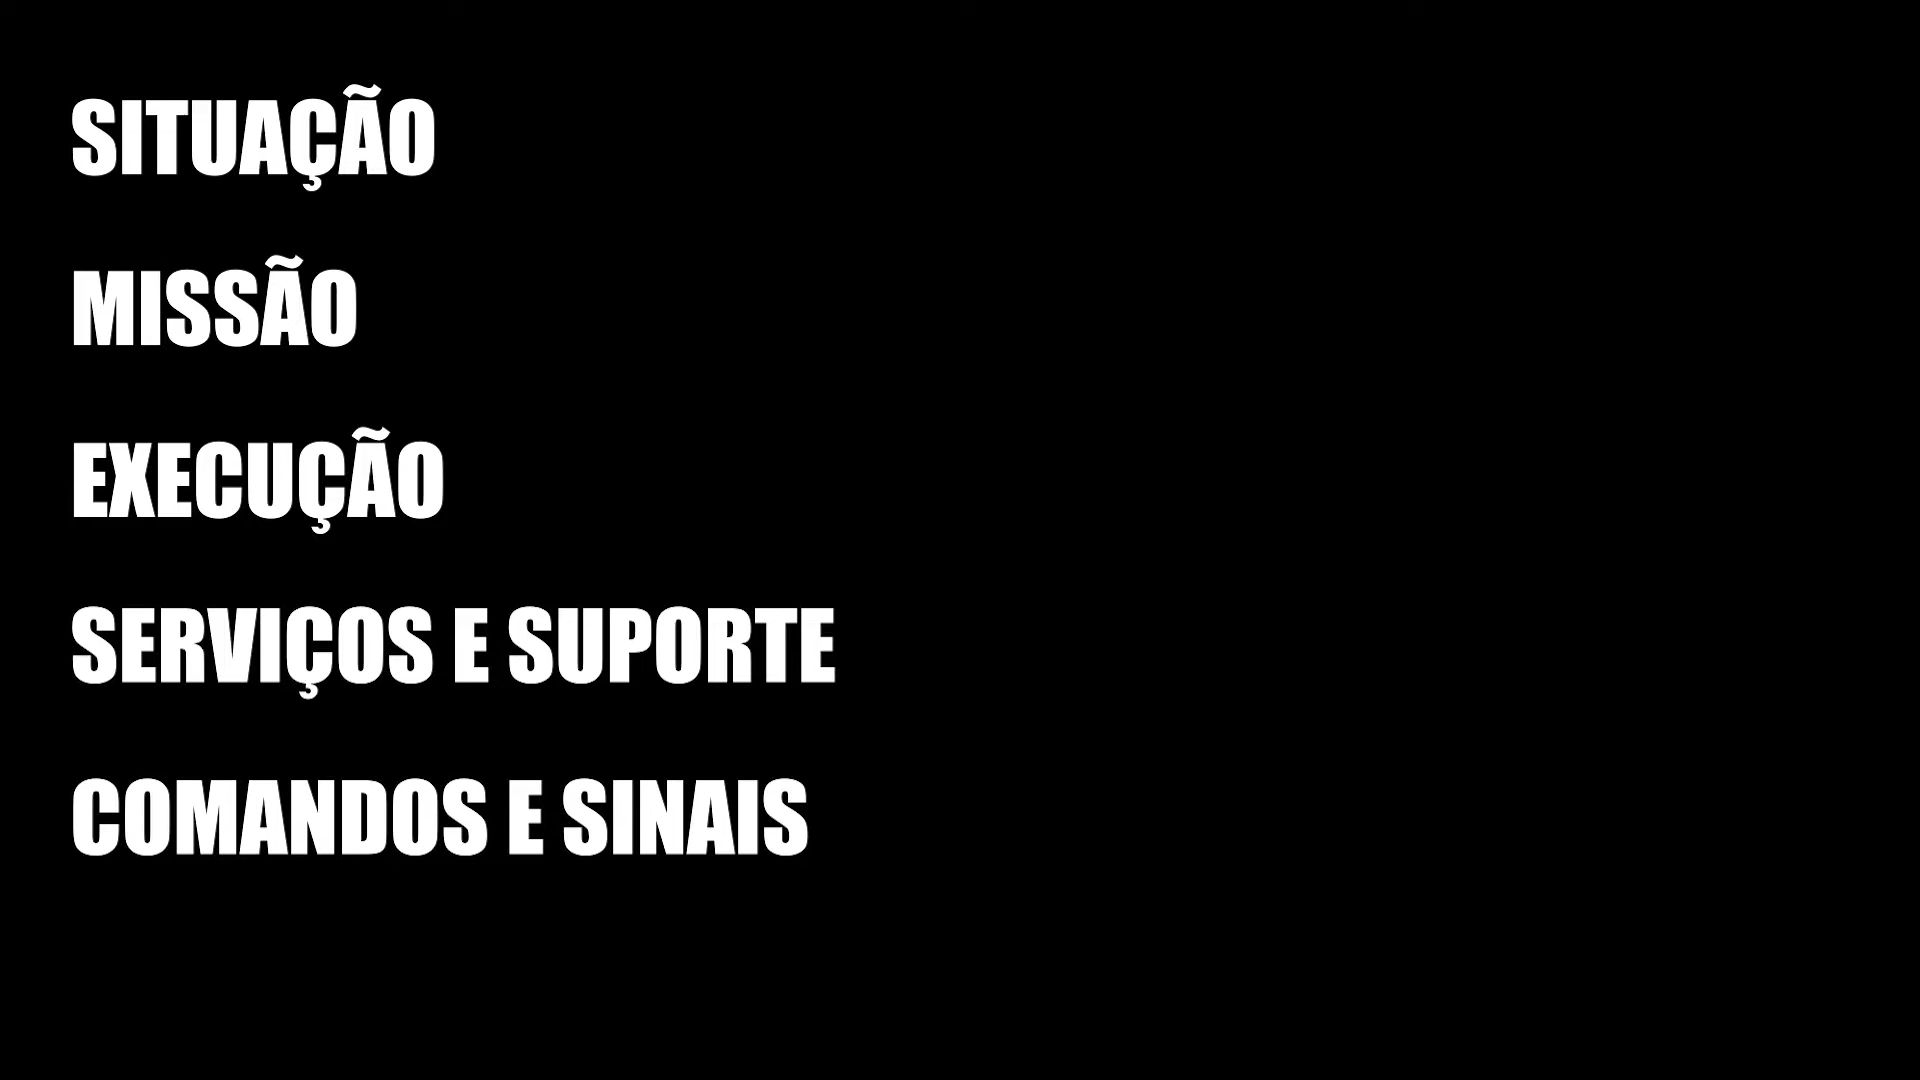 SITUAÇÃO
MISSÃO
EXECUÇÃO
SERVIÇOS E SUPORTE
COMANDOS E SINAIS